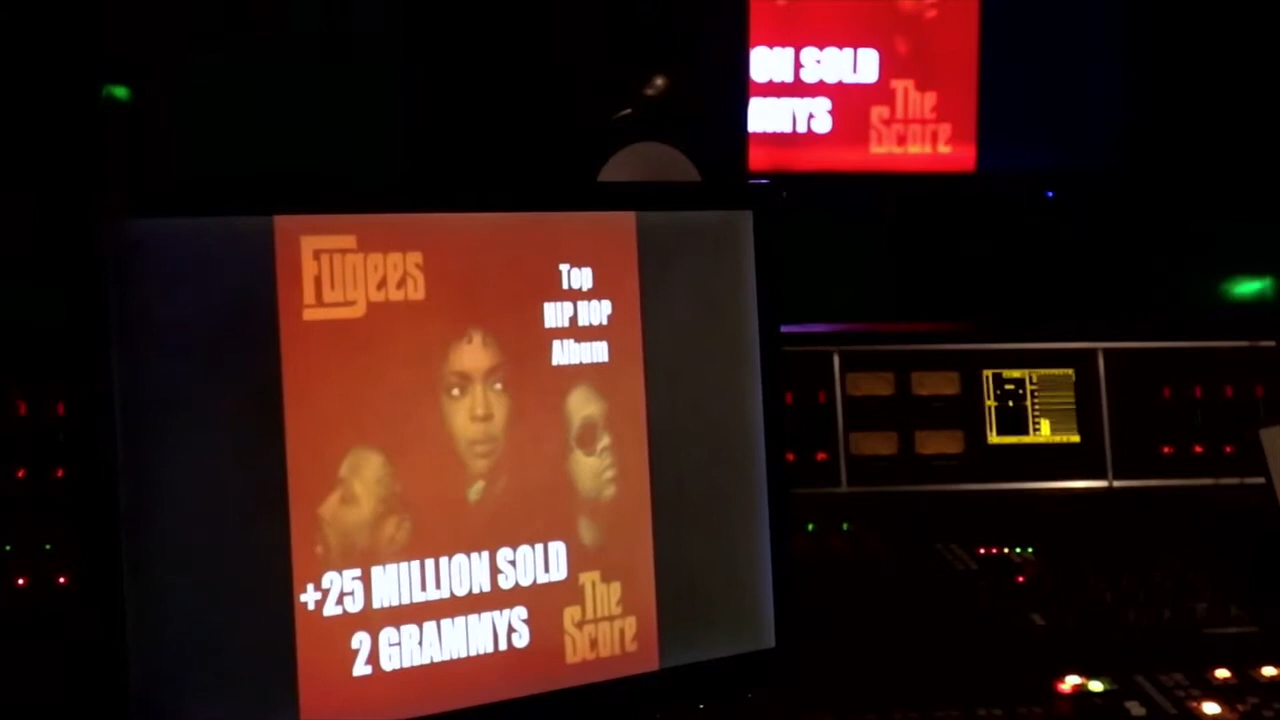 ON SOLD
MMYS
The
Score
Fugees
Top
HIP HOP
Album
+25 MILLION SOLD
2 GRAMMYS
The
Score